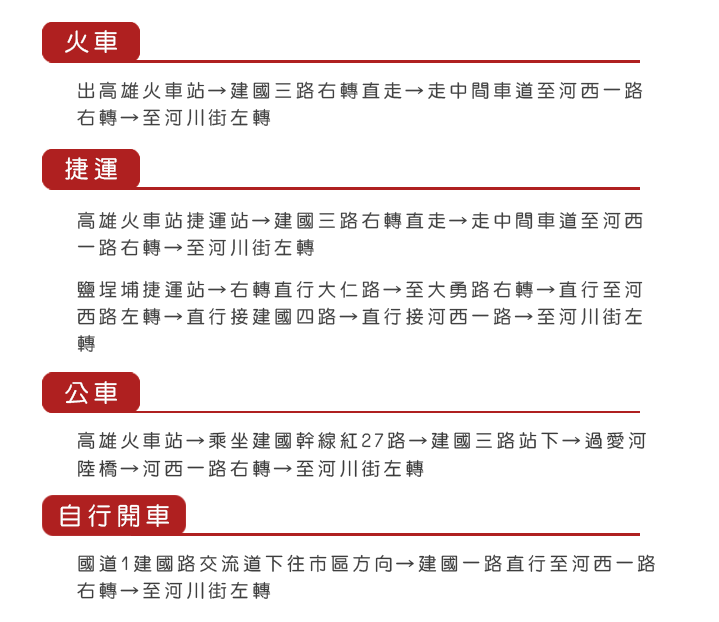 火車
出高雄火車站→建國三路右轉直走→走中間車道至河西一路
右轉→至河川街左轉
捷運
高雄火車站捷運站→建國三路右轉直走→走中間車道至河西
一路右轉→至河川街左轉
鹽埕埔捷運站→右轉直行大仁路→至大勇路右轉→直行至河
西路左轉→直行接建國四路→直行接河西一路→至河川街左
轉
公車
高雄火車站→乘坐建國幹線紅27路→建國三路站下→過愛河
陸橋→河西一路右轉→至河川街左轉
自行開車
國道1建國路交流道下往市區方向→建國一路直行至河西一路
右轉→至河川街左轉